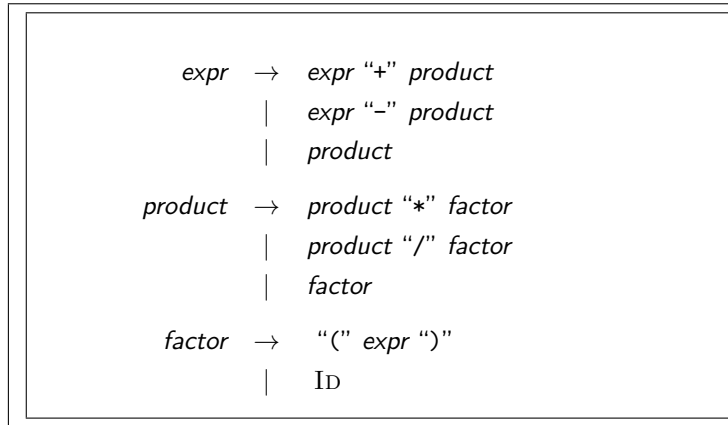 expr → expr “+” product
| expr “-” product
| product
product → product “*” factor
| product “/” factor
| factor
factor → “(” expr “)”
| ID